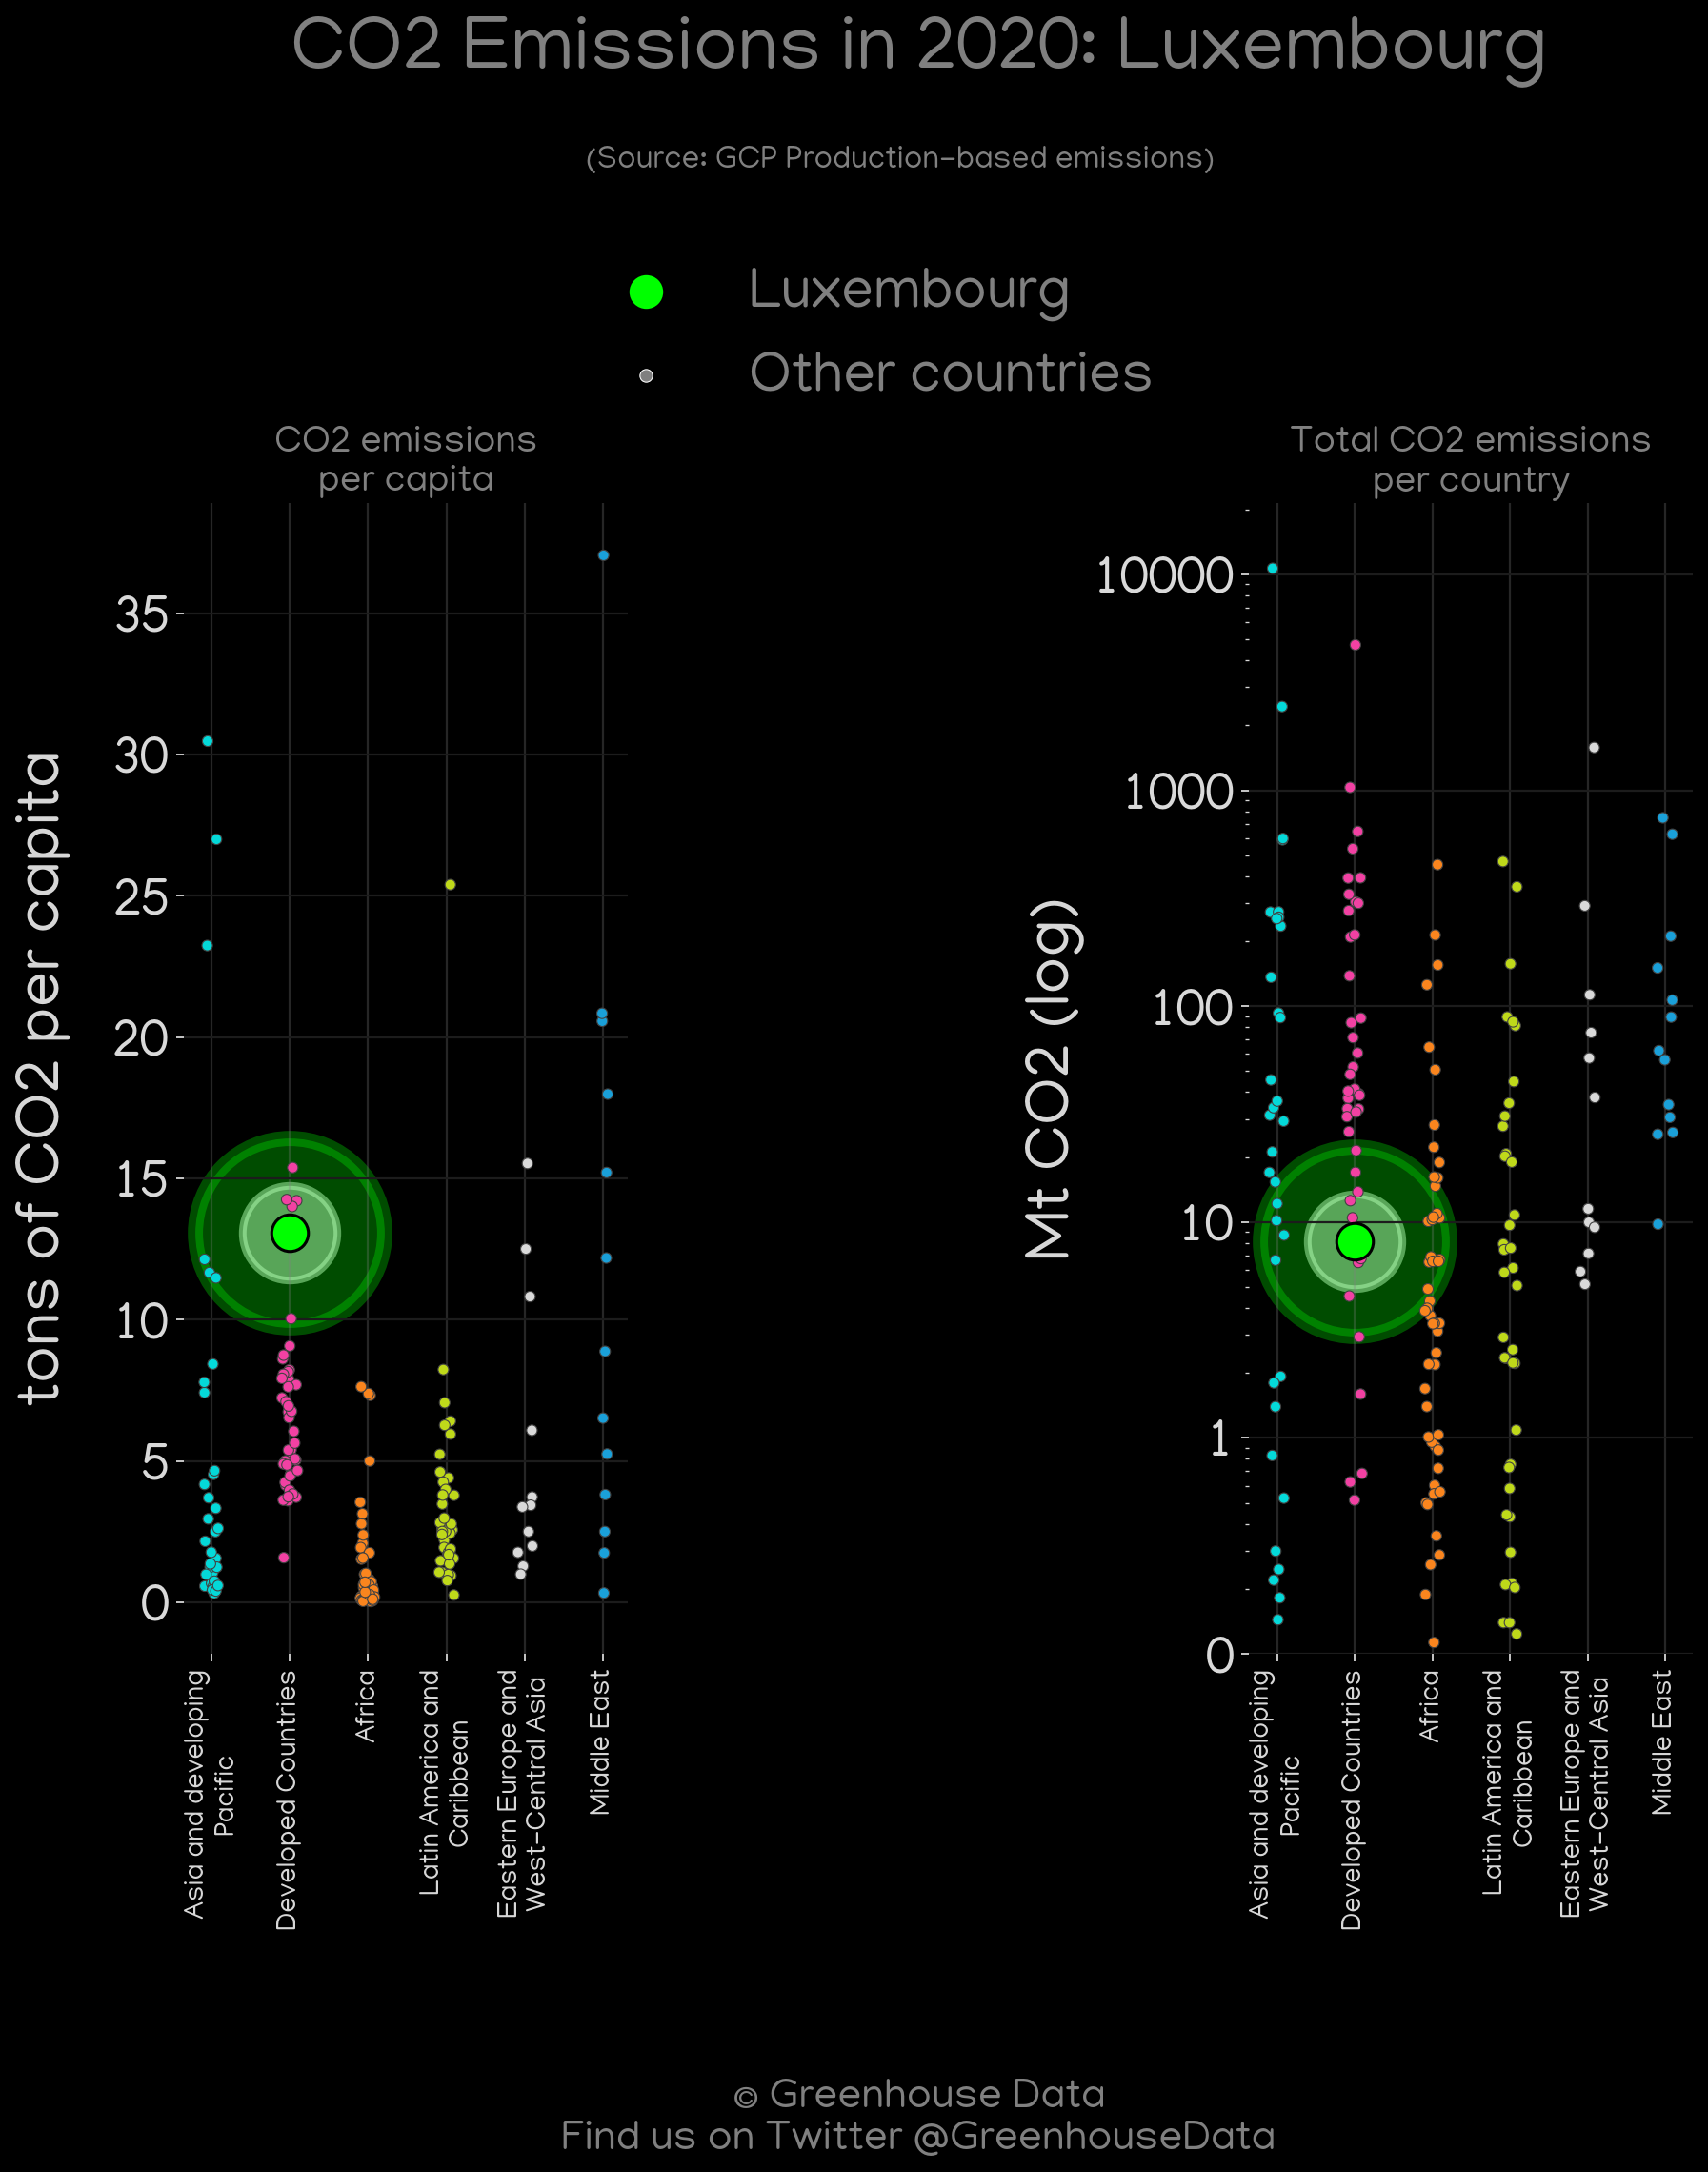 CO2 Emissions in 2020: Luxembourg
(Source: GCP Production-based emissions)
Luxembourg
Other countries
CO2 emissions
per capita
tons of CO2 per capita
35
30
25
20
15
10
5
0
Asia and developing
Pacific
Developed Countries
Africa
Latin America and
Caribbean
Eastern Europe and
West-Central Asia
Middle East
Total CO2 emissions
per country
Mt CO2 (log)
10000
1000
100
10
1
0
Asia and developing
Pacific
Developed Countries
Africa
Latin America and
Caribbean
Eastern Europe and
West-Central Asia
Middle East
© Greenhouse Data
Find us on Twitter @GreenhouseData